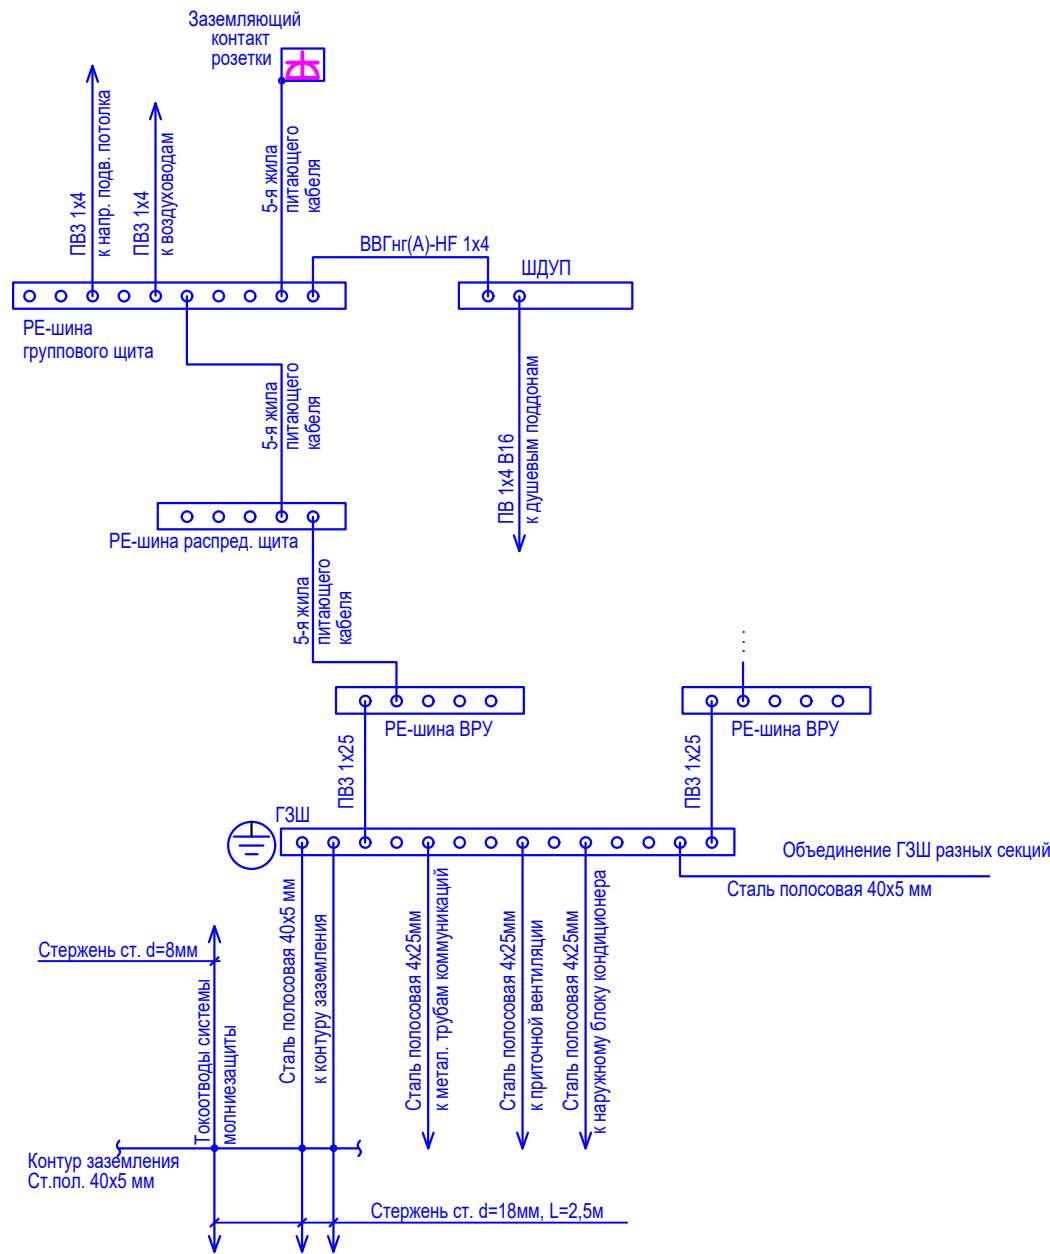 Заземляющий
контакт
розетки
ПВ3 1х4
к напр. подв. потолка
ПВ3 1х4
к воздуховодам
5-я жила
питающего
кабеля
ВВГнг(А)-HF 1х4
ШДУП
РЕ-шина
группового щита
5-я жила
питающего
кабеля
ПВ 1х4 В16
к душевым поддонам
РЕ-шина распред. щита
5-я жила
питающего
кабеля
РЕ-шина ВРУ
РЕ-шина ВРУ
ПВ3 1х25
ПВ3 1х25
ГЗШ
Объединение ГЗШ разных секций
Сталь полосовая 40х5 мм
Стержень ст. d=8мм
Токоотводы системы
молниезащиты
Сталь полосовая 40х5 мм
к контуру заземления
Сталь полосовая 4х25мм
к метал. трубам коммуникаций
Сталь полосовая 4х25мм
к приточной вентиляции
Сталь полосовая 4х25мм
к наружному блоку кондиционера
Контур заземления
Ст.пол. 40х5 мм
Стержень ст. d=18мм, L=2,5м